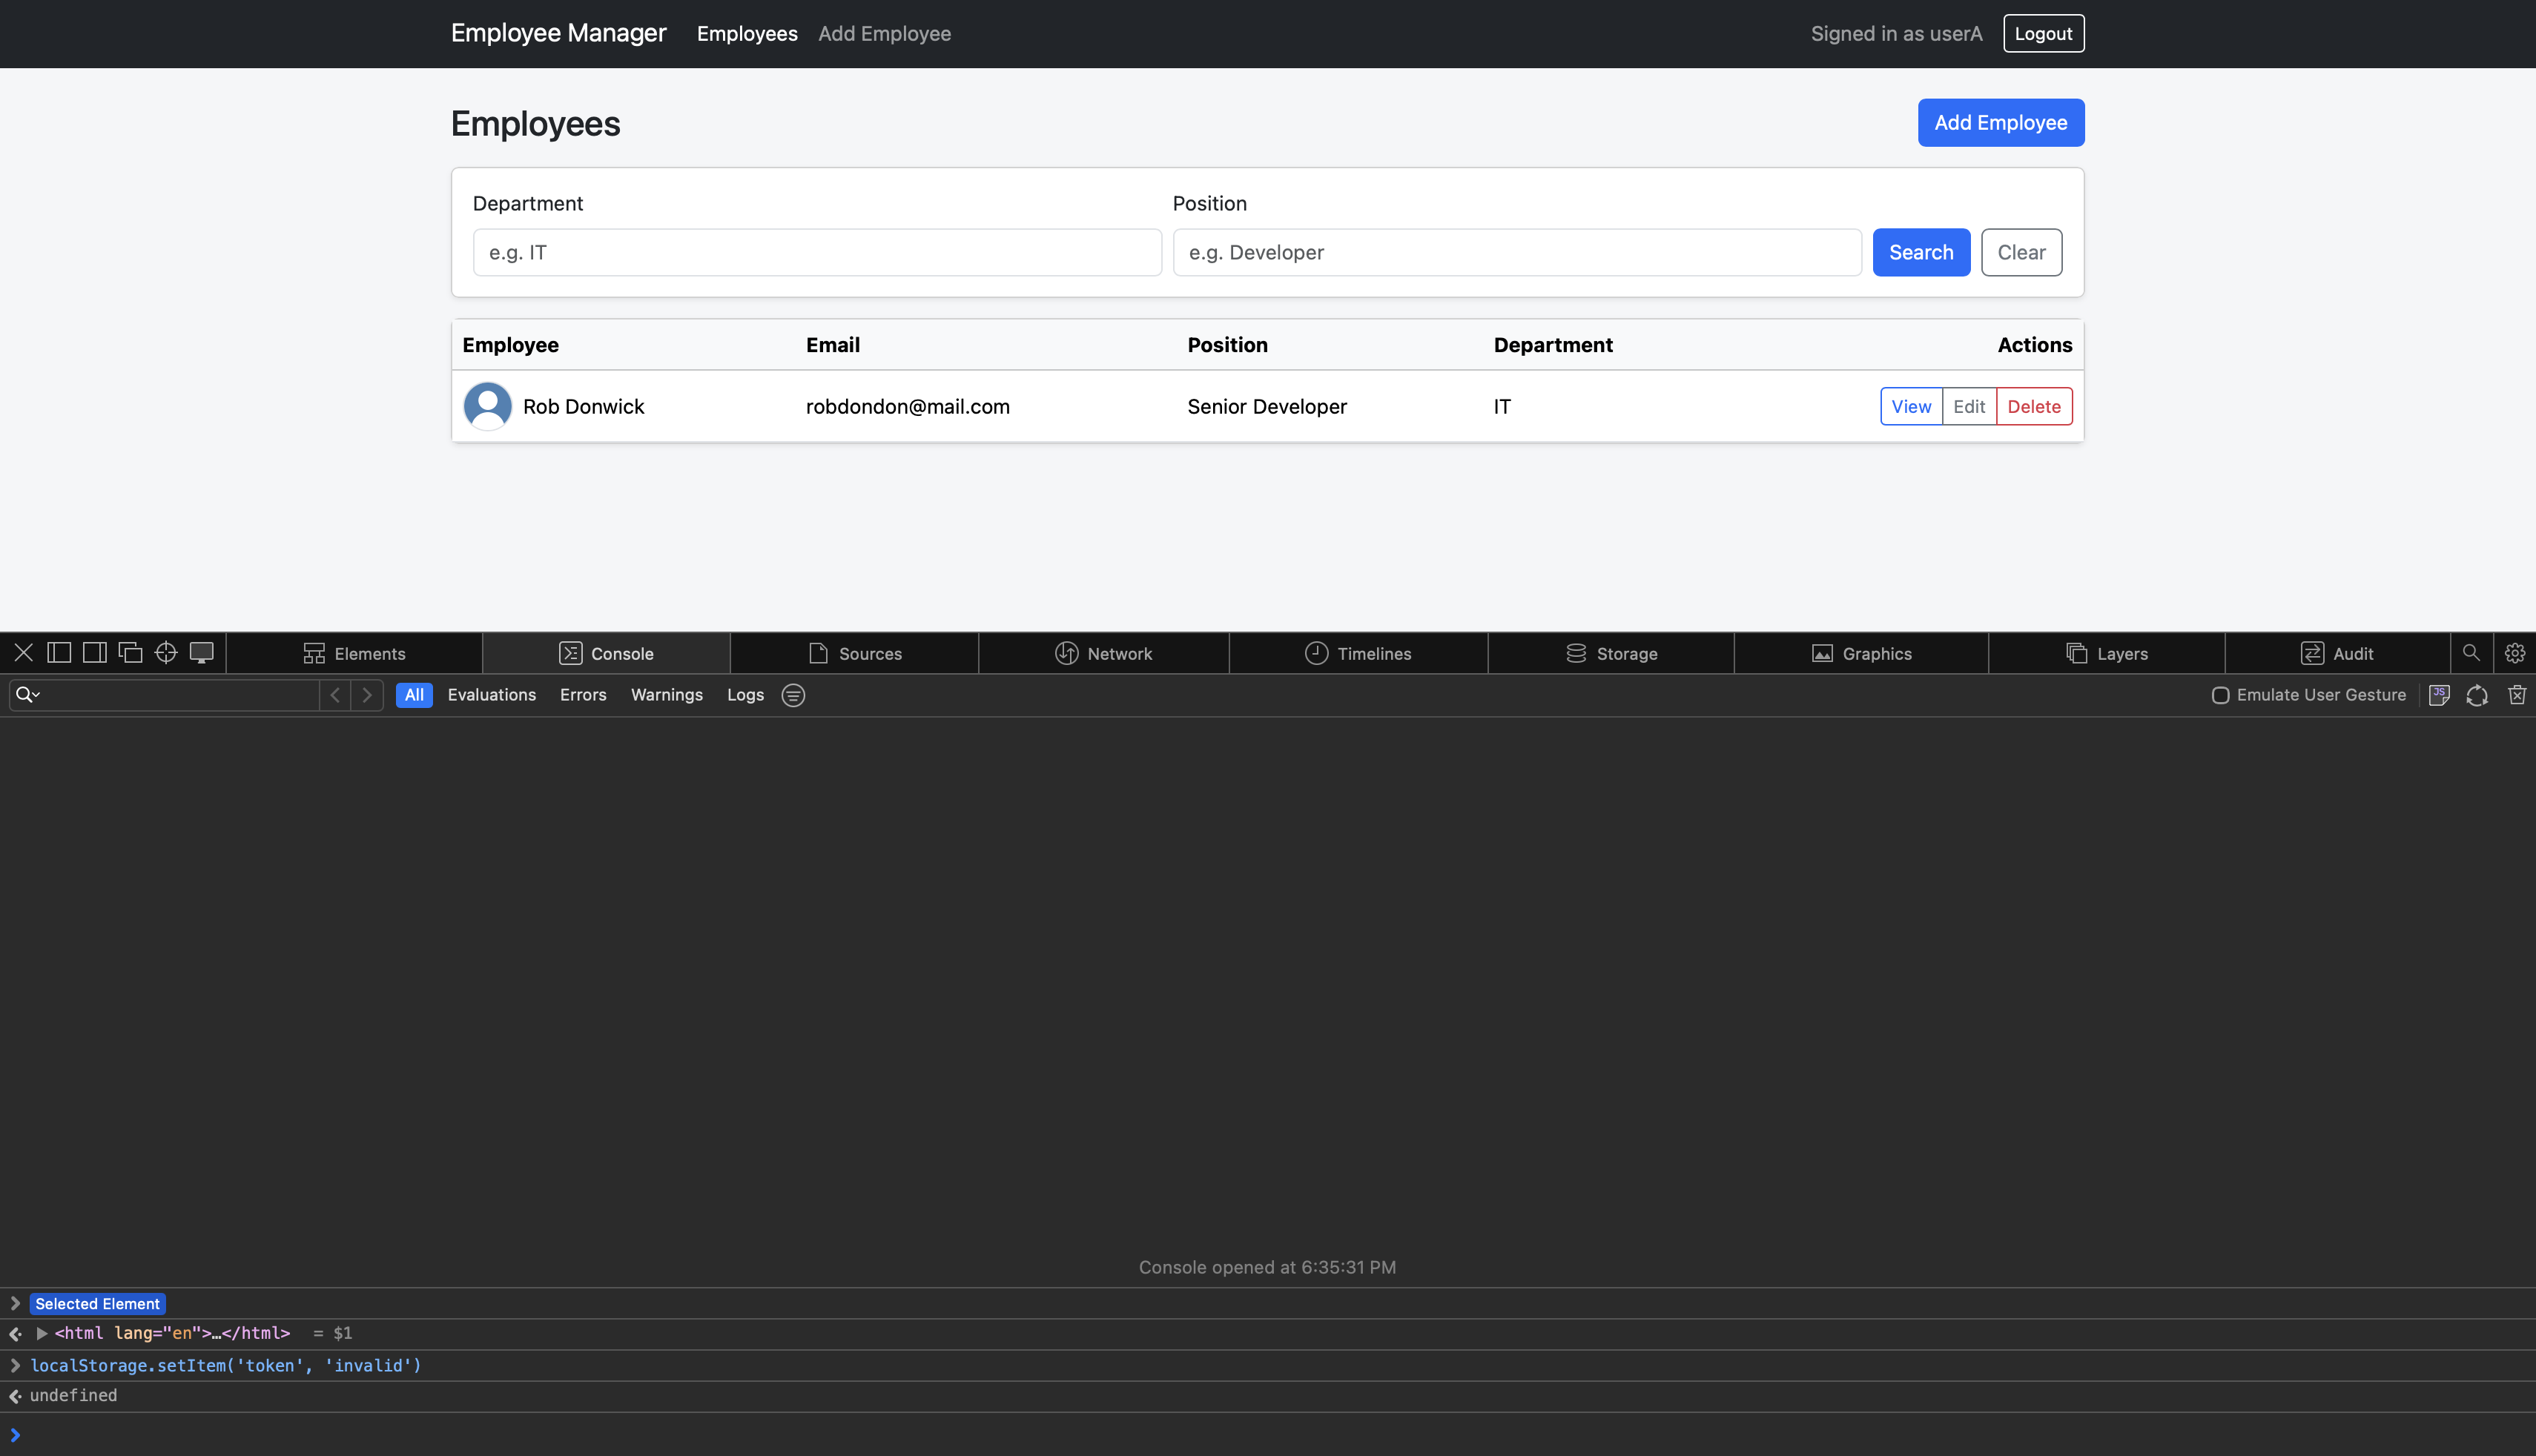 Employee Manager Employees Add Employee Signed in as userA Logout
Employees Add Employee
Department Position
e.g. IT e.g. Developer Search Clear
Employee Email Position Department Actions
Rob Donwick robdondon@mail.com Senior Developer IT View Edit Delete
Elements Console Sources Network Timelines Storage Graphics Layers Audit
All Evaluations Errors Warnings Logs Emulate User Gesture JS
Console opened at 6:35:31 PM
Selected Element
<html lang="en">…</html> = $1
localStorage.setItem('token', 'invalid')
undefined